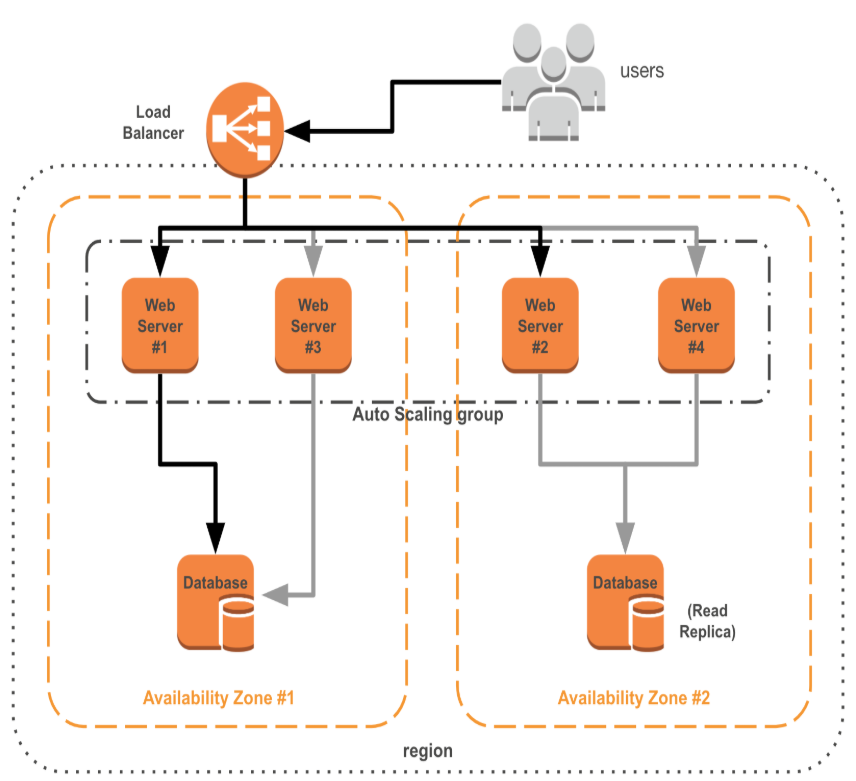 users
Load
Balancer
Web
Server
#1
Web
Server
#3
Web
Server
#2
Web
Server
#4
Auto Scaling group
Database
Database
(Read
Replica)
Availability Zone #1
Availability Zone #2
region